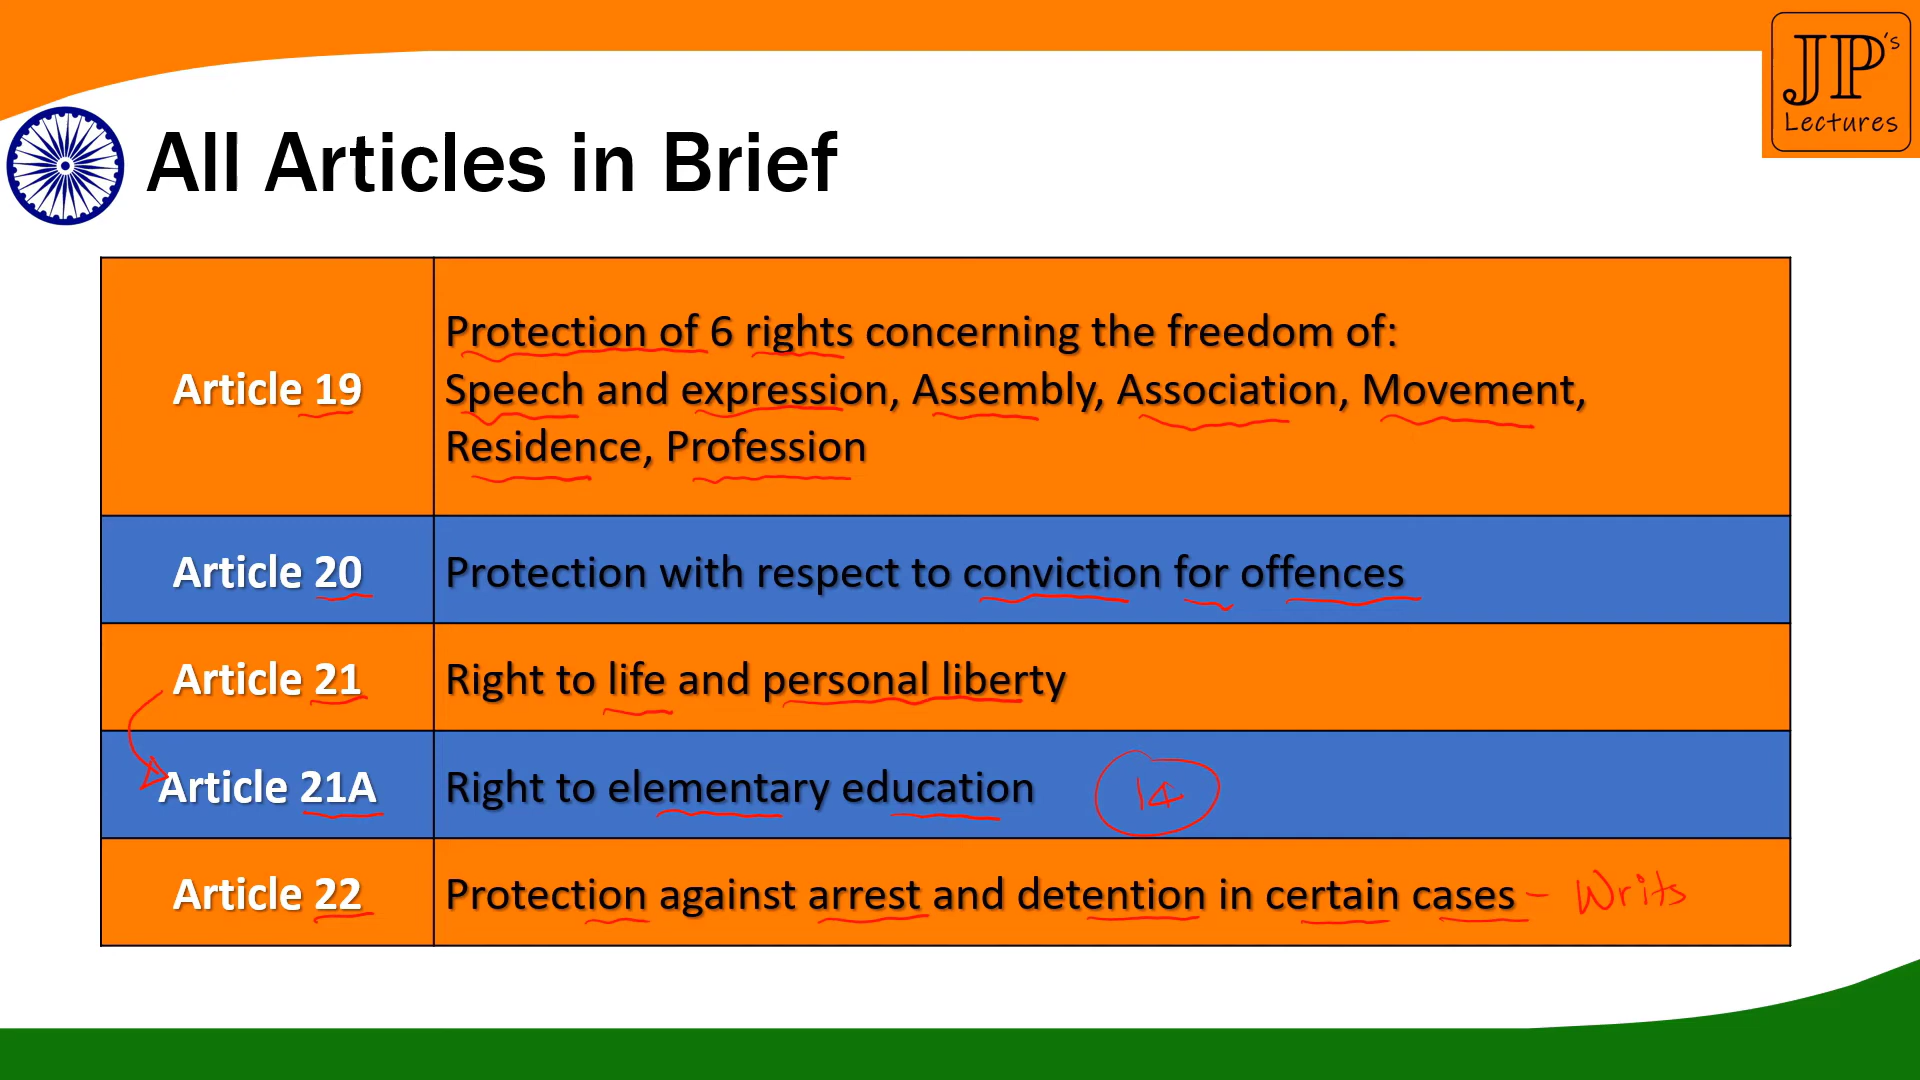 JP's
Lectures
All Articles in Brief
Article 19
Protection of 6 rights concerning the freedom of:
Speech and expression, Assembly, Association, Movement,
Residence, Profession
Article 20
Protection with respect to conviction for offences
Article 21
Right to life and personal liberty
Article 21A
Right to elementary education
14
Article 22
Protection against arrest and detention in certain cases - Writs